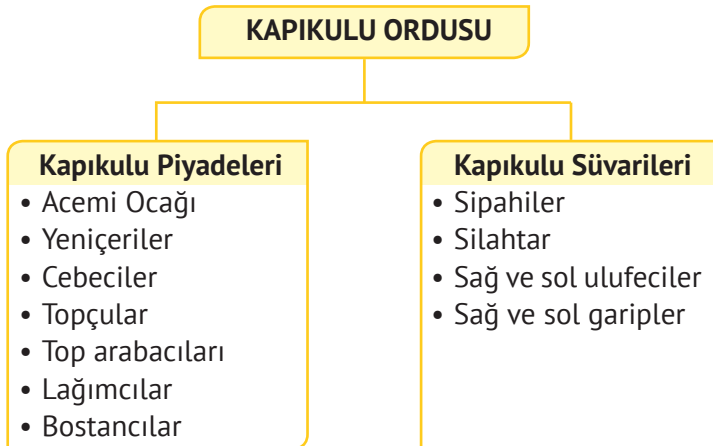 KAPIKULU ORDUSU
Kapıkulu Piyadeleri
• Acemi Ocağı
• Yeniçeriler
• Cebeciler
• Topçular
• Top arabacıları
• Lağımcılar
• Bostancılar
Kapıkulu Süvarileri
• Sipahiler
• Silahtar
• Sağ ve sol ulufeciler
• Sağ ve sol garipler